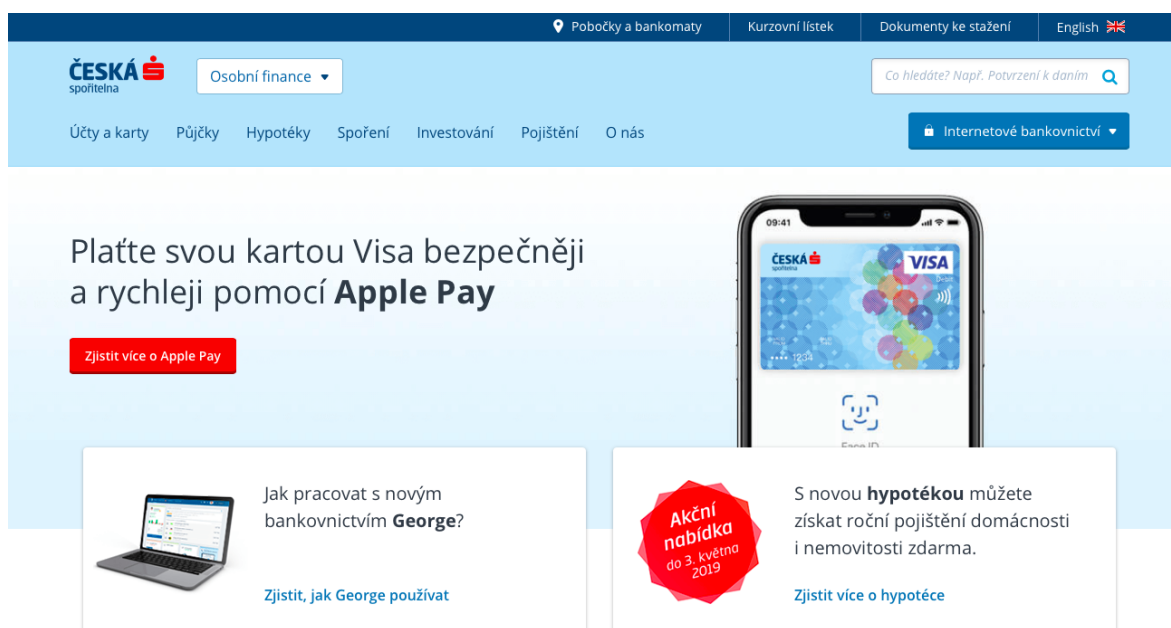 Pobočky a bankomaty
Kurzovní lístek
Dokumenty ke stažení
English
ČESKÁ
spořitelna
Osobní finance
Co hledáte? Např. Potvrzení k daním
Účty a karty
Půjčky
Hypotéky
Spoření
Investování
Pojištění
O nás
Internetové bankovnictví
Plaťte svou kartou Visa bezpečněji
a rychleji pomocí Apple Pay
Zjistit více o Apple Pay
09:41
ČESKÁ
spořitelna
VISA
Debit
1234
Face ID
Jak pracovat s novým
bankovnictvím George?
Zjistit, jak George používat
Akční
nabídka
do 3. května
2019
S novou hypotékou můžete
získat roční pojištění domácnosti
i nemovitosti zdarma.
Zjistit více o hypotéce